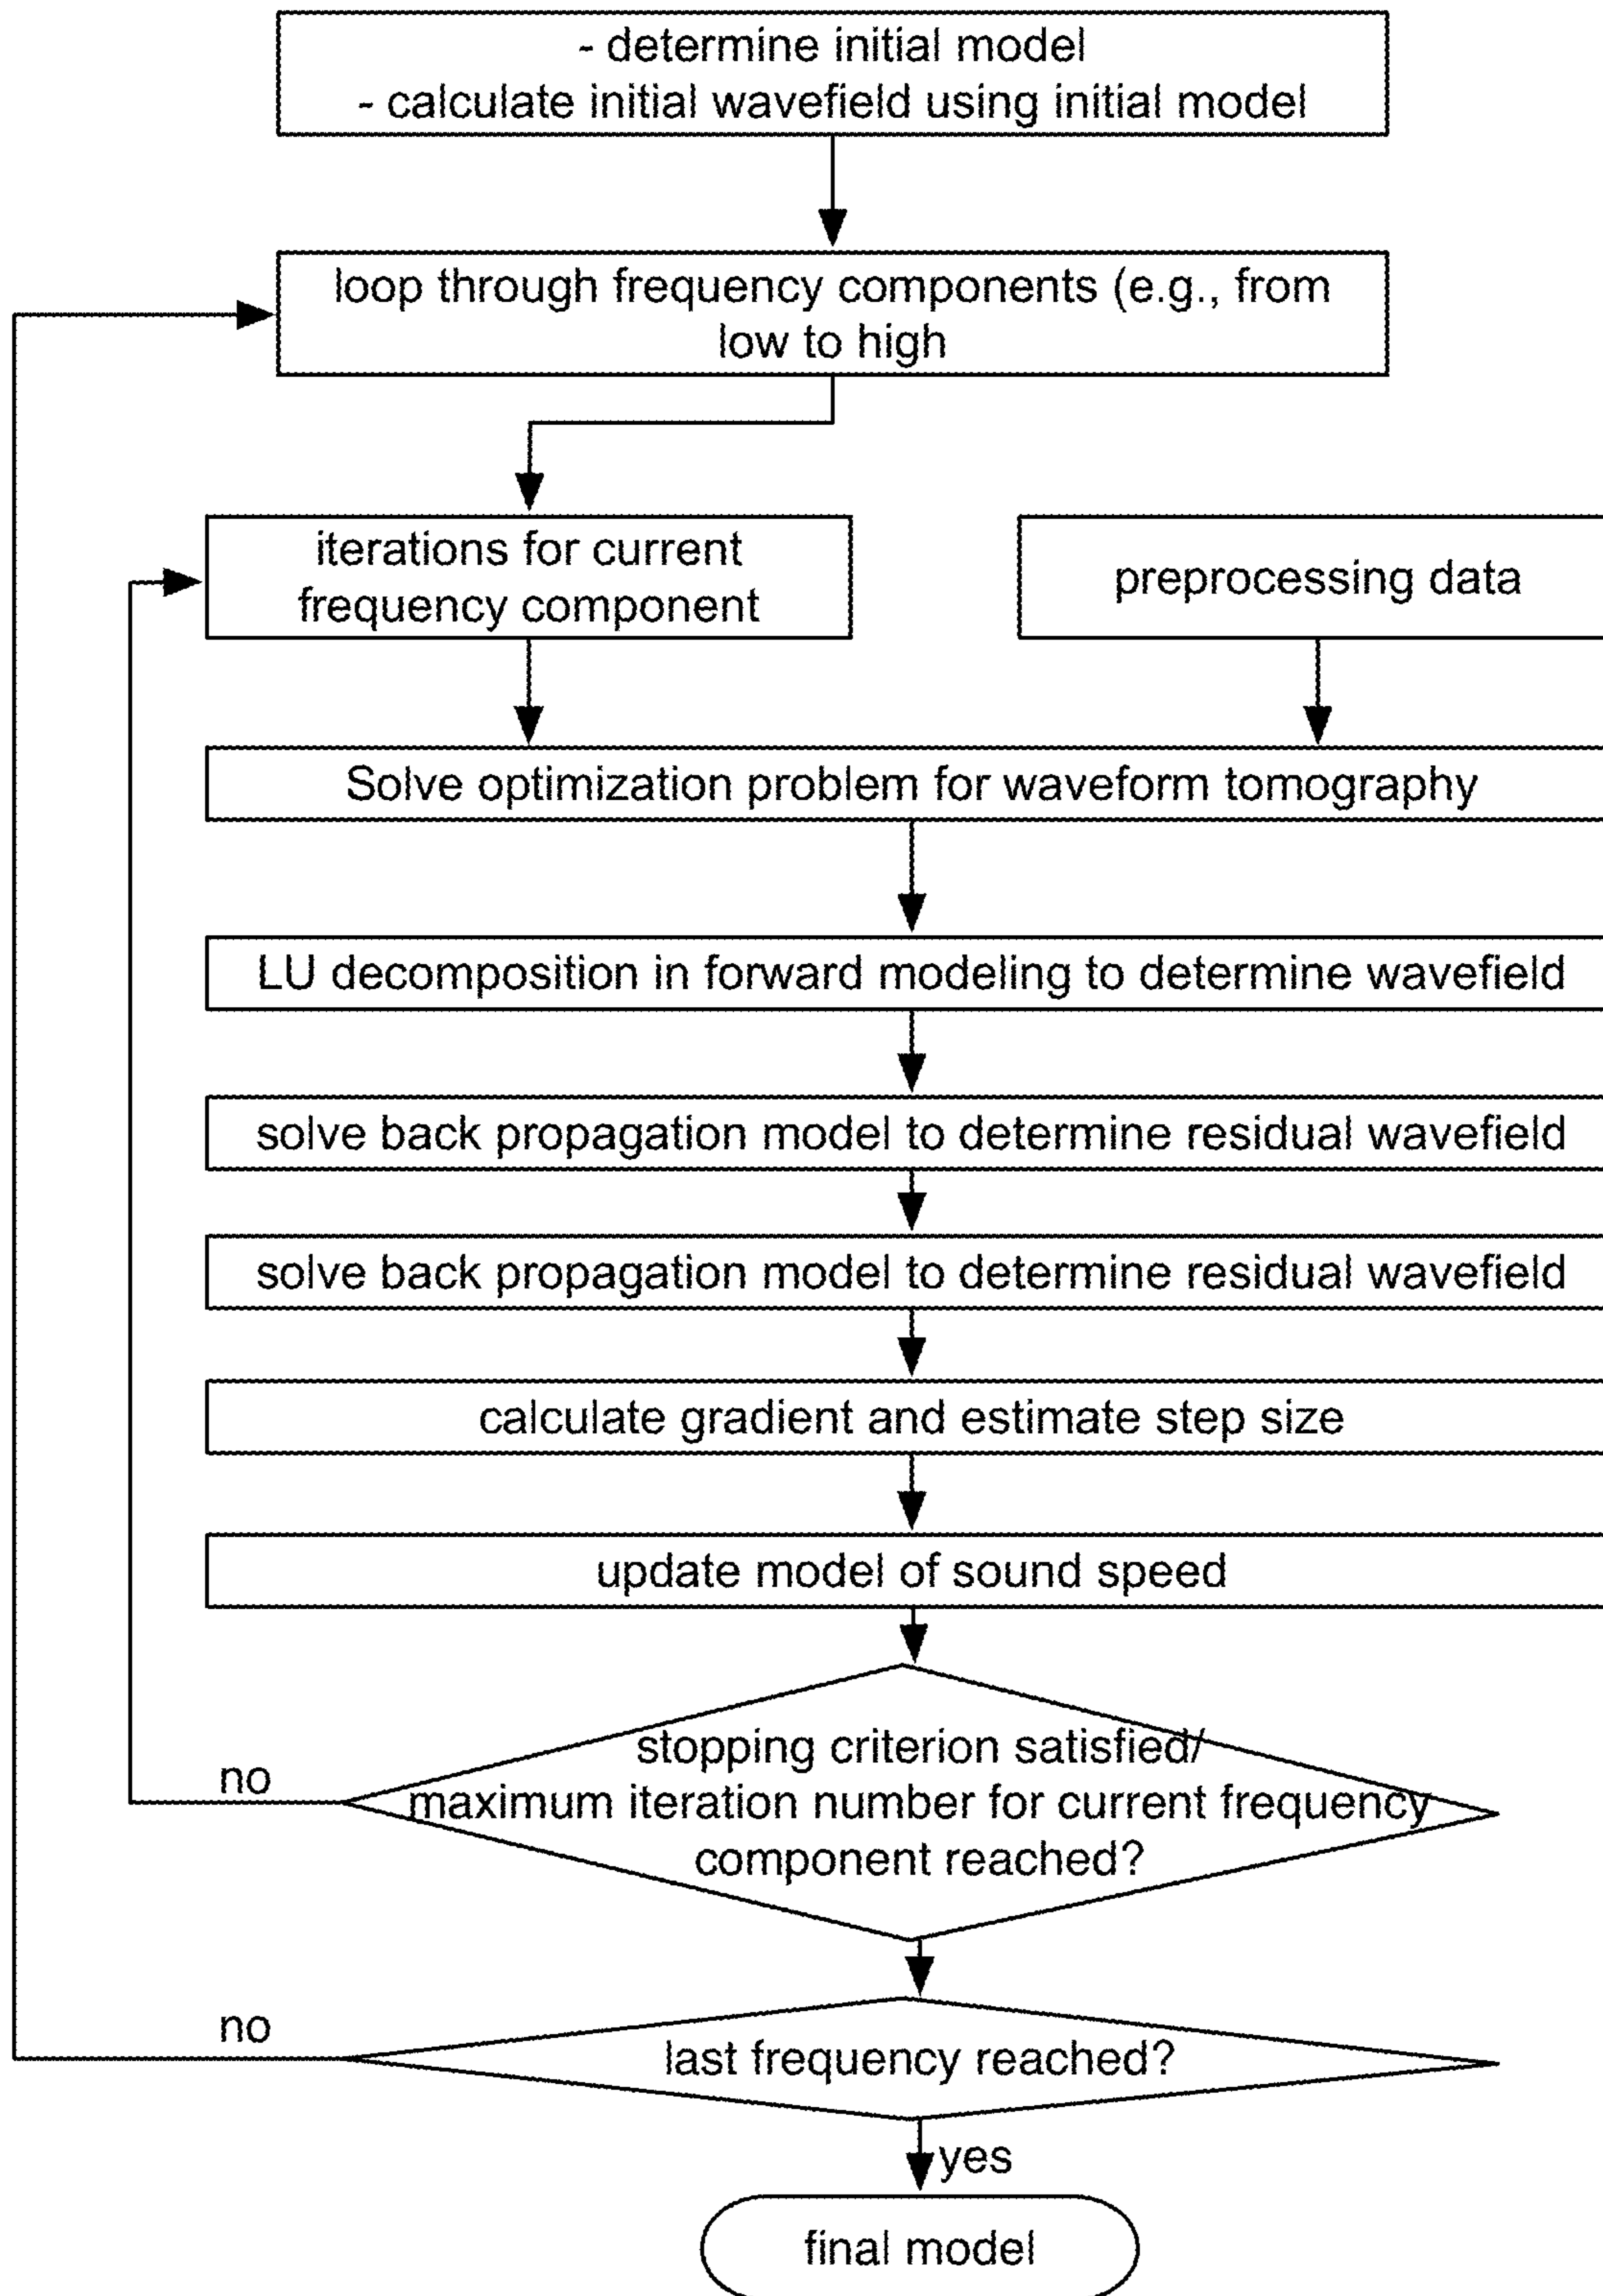 - determine initial model
- calculate initial wavefield using initial model
loop through frequency components (e.g., from
low to high
iterations for current
frequency component
preprocessing data
Solve optimization problem for waveform tomography
LU decomposition in forward modeling to determine wavefield
solve back propagation model to determine residual wavefield
solve back propagation model to determine residual wavefield
calculate gradient and estimate step size
update model of sound speed
stopping criterion satisfied/
no
maximum iteration number for current frequency
component reached?
no
last frequency reached?
yes
final model